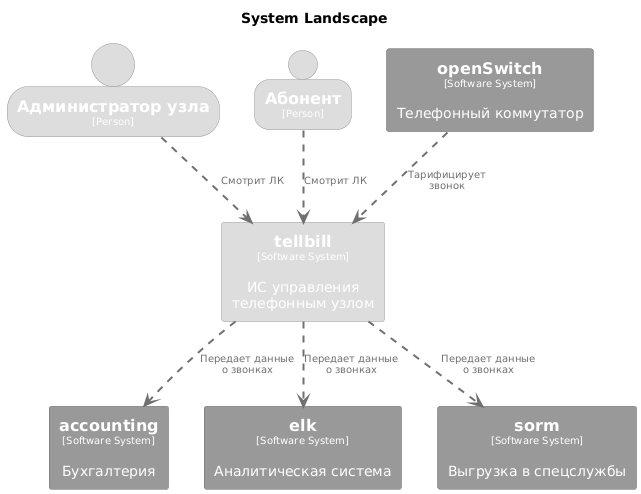 System Landscape
Администратор узла
[Person]
Абонент
[Person]
openSwitch
[Software System]
Телефонный коммутатор
Смотрит ЛК
Смотрит ЛК
Тарифицирует
звонок
tellbill
[Software System]
ИС управления
телефонным узлом
Передает данные
о звонках
Передает данные
о звонках
Передает данные
о звонках
accounting
[Software System]
Бухгалтерия
elk
[Software System]
Аналитическая система
sorm
[Software System]
Выгрузка в спецслужбы